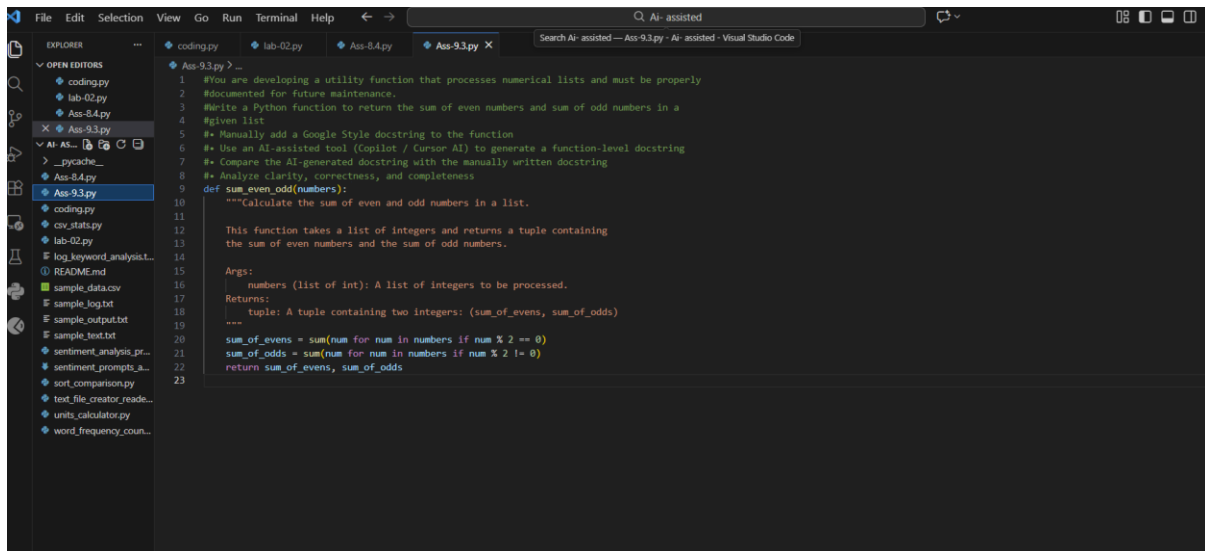 File Edit Selection View Go Run Terminal Help
Ai- assisted
Search Ai- assisted — Ass-9.3.py - Ai- assisted - Visual Studio Code
EXPLORER ...
OPEN EDITORS
coding.py
lab-02.py
Ass-8.4.py
Ass-9.3.py
AI- AS...
__pycache__
Ass-8.4.py
Ass-9.3.py
coding.py
csv_stats.py
lab-02.py
log_keyword_analysis.t...
README.md
sample_data.csv
sample_log.txt
sample_output.txt
sample_text.txt
sentiment_analysis_pr...
sentiment_prompts_a...
sort_comparison.py
text_file_creator_reade...
units_calculator.py
word_frequency_coun...
coding.py lab-02.py Ass-8.4.py Ass-9.3.py
Ass-9.3.py > ...
1 #You are developing a utility function that processes numerical lists and must be properly
2 #documented for future maintenance.
3 #Write a Python function to return the sum of even numbers and sum of odd numbers in a
4 #given list
5 #• Manually add a Google Style docstring to the function
6 #• Use an AI-assisted tool (Copilot / Cursor AI) to generate a function-level docstring
7 #• Compare the AI-generated docstring with the manually written docstring
8 #• Analyze clarity, correctness, and completeness
9 def sum_even_odd(numbers):
10 """Calculate the sum of even and odd numbers in a list.
11
12 This function takes a list of integers and returns a tuple containing
13 the sum of even numbers and the sum of odd numbers.
14
15 Args:
16 numbers (list of int): A list of integers to be processed.
17 Returns:
18 tuple: A tuple containing two integers: (sum_of_evens, sum_of_odds)
19 """
20 sum_of_evens = sum(num for num in numbers if num % 2 == 0)
21 sum_of_odds = sum(num for num in numbers if num % 2 != 0)
22 return sum_of_evens, sum_of_odds
23